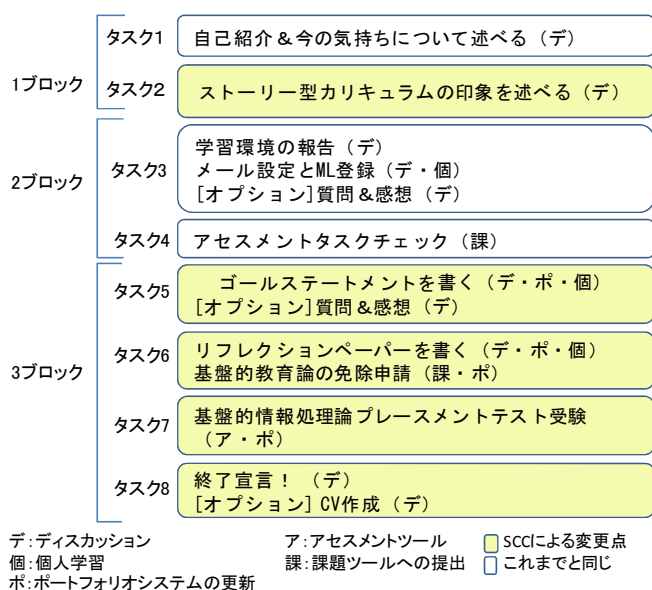 1ブロック
タスク1
自己紹介＆今の気持ちについて述べる（デ）
タスク2
ストーリー型カリキュラムの印象を述べる（デ）
2ブロック
タスク3
学習環境の報告（デ）
メール設定とML登録（デ・個）
[オプション]質問＆感想（デ）
タスク4
アセスメントタスクチェック（課）
3ブロック
タスク5
ゴールステートメントを書く（デ・ポ・個）
[オプション]質問＆感想（デ）
タスク6
リフレクションペーパーを書く（デ・ポ・個）
基盤的教育論の免除申請（課・ポ）
タスク7
基盤的情報処理論プレースメントテスト受験
（ア・ポ）
タスク8
終了宣言！（デ）
[オプション] CV作成（デ）
デ：ディスカッション
個：個人学習
ポ：ポートフォリオシステムの更新
ア：アセスメントツール
課：課題ツールへの提出
SCCによる変更点
これまでと同じ